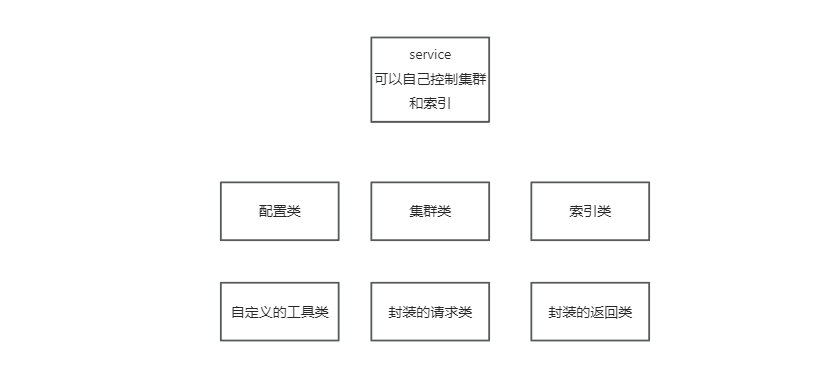 service
可以自己控制集群
和索引
配置类
集群类
索引类
自定义的工具类
封装的请求类
封装的返回类